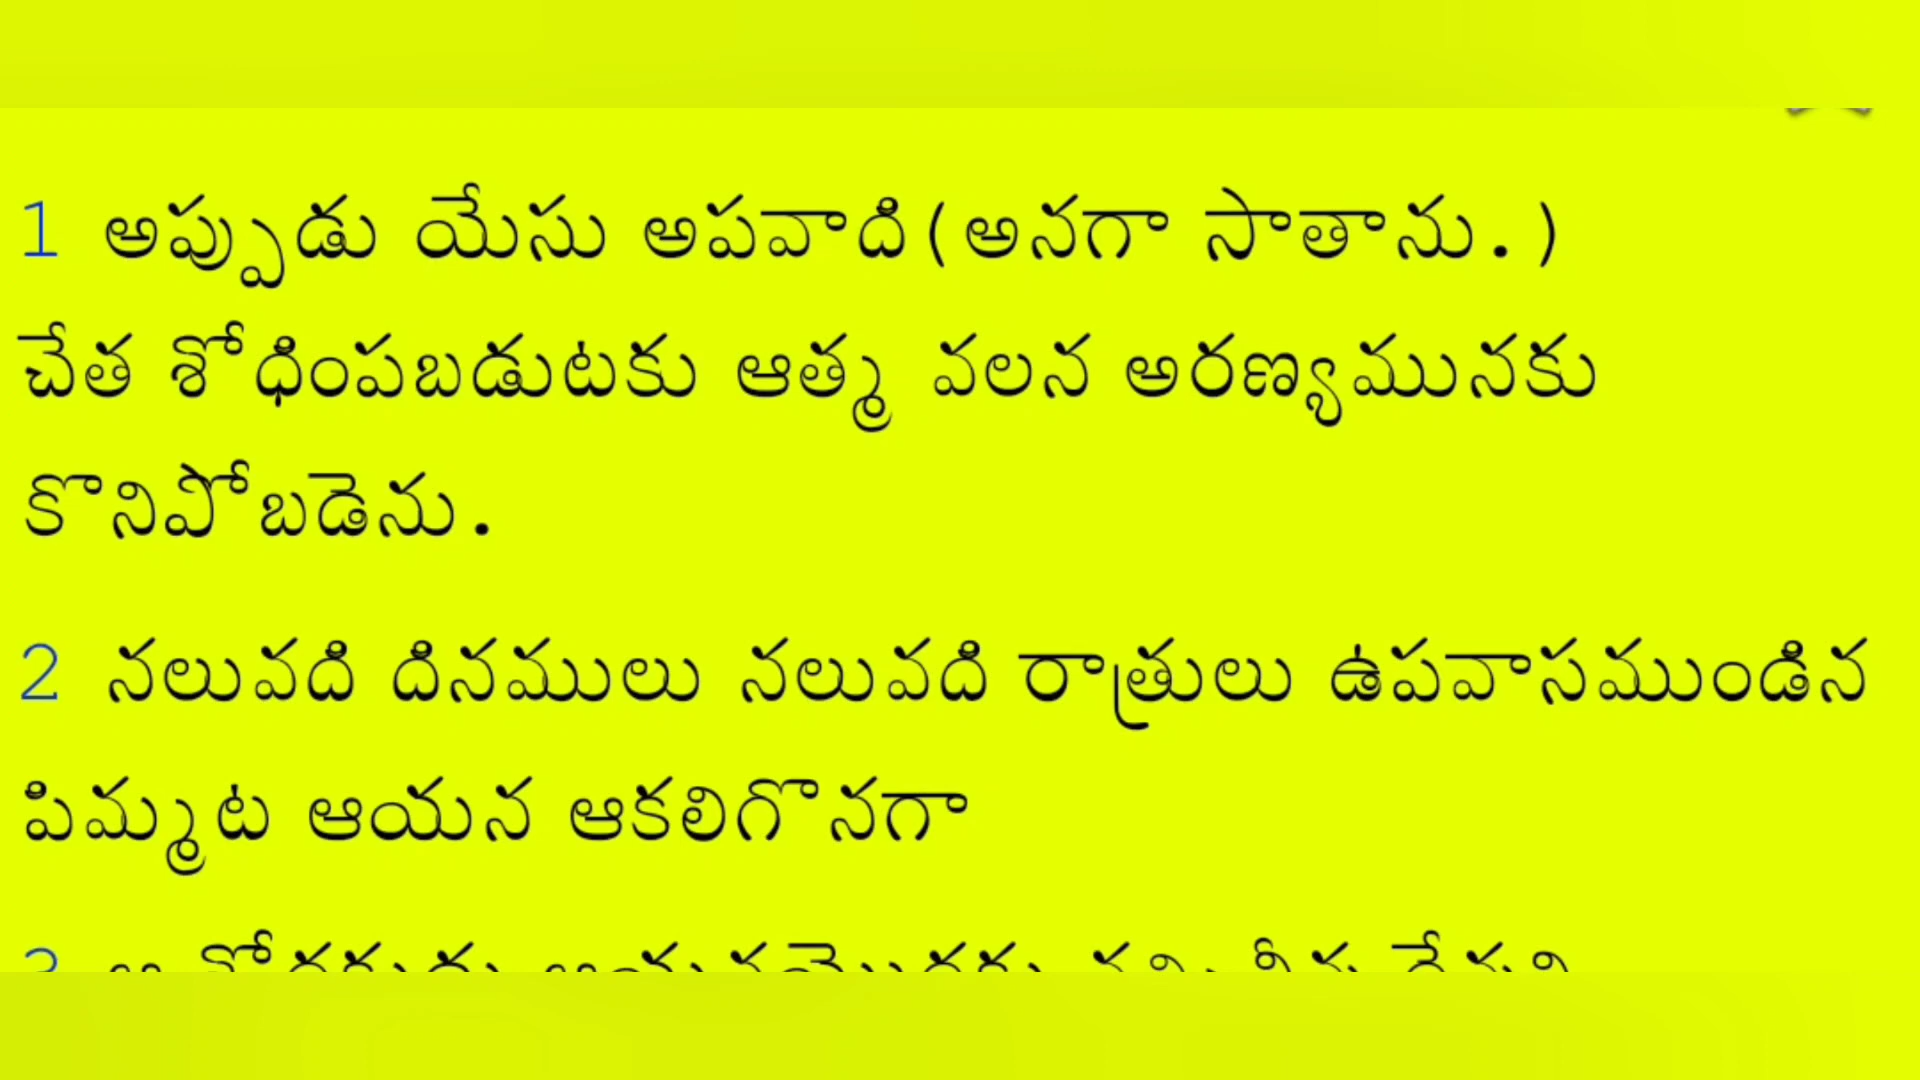 1 అప్పుడు యేసు అపవాది(అనగా సాతాను.)
చేత శోధింపబడుటకు ఆత్మ వలన అరణ్యమునకు
కొనిపోబడెను.
2 నలువది దినములు నలువది రాత్రులు ఉపవాసముండిన
పిమ్మట ఆయన ఆకలిగొనగా